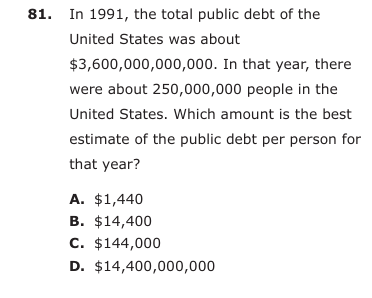 81. In 1991, the total public debt of the
United States was about
$3,600,000,000,000. In that year, there
were about 250,000,000 people in the
United States. Which amount is the best
estimate of the public debt per person for
that year?
A. $1,440
B. $14,400
C. $144,000
D. $14,400,000,000